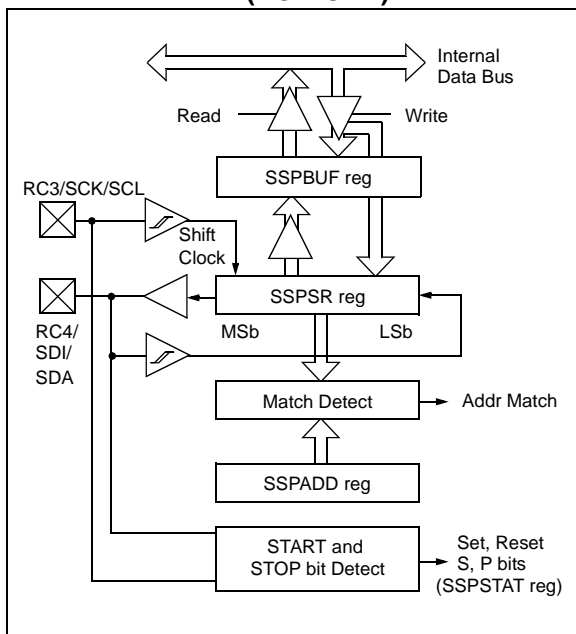 Internal
Data Bus
Read
Write
SSPBUF reg
RC3/SCK/SCL
Shift
Clock
SSPSR reg
MSb
LSb
RC4/
SDI/
SDA
Match Detect
Addr Match
SSPADD reg
START and
STOP bit Detect
Set, Reset
S, P bits
(SSPSTAT reg)